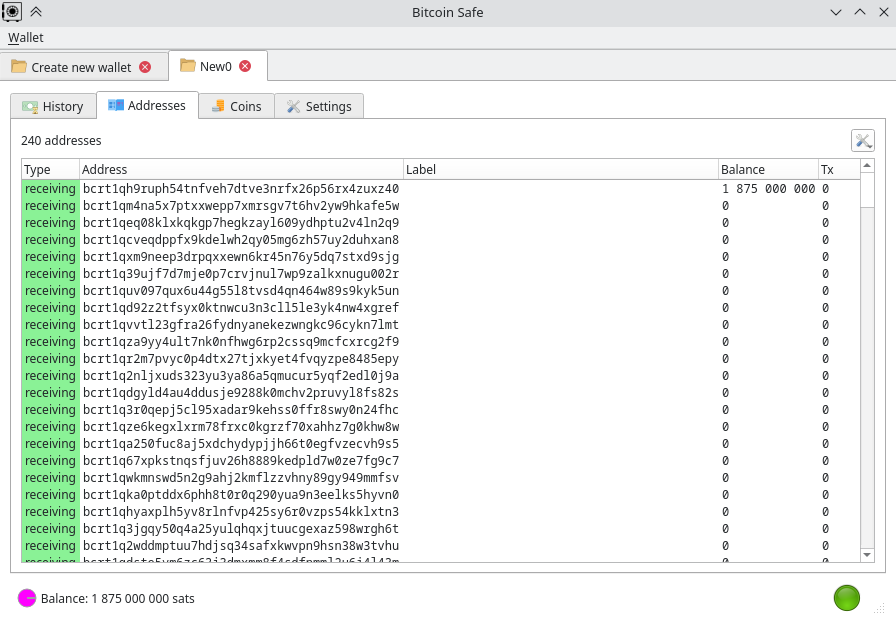 Bitcoin Safe
Wallet
Create new wallet New0
History Addresses Coins Settings
240 addresses
Type Address Label Balance Tx
receiving bcrt1qh9ruph54tnfveh7dtve3nrfx26p56rx4zuxz40 1 875 000 000 0
receiving bcrt1qm4na5x7ptxxwepp7xmrsgv7t6hv2yw9hkafe5w 0 0
receiving bcrt1qeq08klxkqkgp7hegkzayl609ydhptu2v4ln2q9 0 0
receiving bcrt1qcveqdppfx9kdelwh2qy05mg6zh57uy2duhxan8 0 0
receiving bcrt1qxm9neep3drpqxxewn6kr45n76y5dq7stxd9sjg 0 0
receiving bcrt1q39ujf7d7mje0p7crvjnul7wp9zalkxnugu002r 0 0
receiving bcrt1quv097qux6u44g55l8tvsd4qn464w89s9kyk5un 0 0
receiving bcrt1qd92z2tfsyx0ktnwcu3n3cll5le3yk4nw4xgref 0 0
receiving bcrt1qvvtl23gfra26fydnyanekezwngkc96cykn7lmt 0 0
receiving bcrt1qza9yy4ult7nk0nfhwg6rp2cssq9mcfcxrcg2f9 0 0
receiving bcrt1qr2m7pvyc0p4dtx27tjxkyet4fvqyzpe8485epy 0 0
receiving bcrt1q2nljxuds323yu3ya86a5qmucur5yqf2edl0j9a 0 0
receiving bcrt1qdgyld4au4ddusje9288k0mchv2pruvyl8fs82s 0 0
receiving bcrt1q3r0qepj5cl95xadar9kehss0ffr8swy0n24fhc 0 0
receiving bcrt1qze6kegxlxrm78frxc0kgrzf70xahhz7g0khw8w 0 0
receiving bcrt1qa250fuc8aj5xdchydypjjh66t0egfvzecvh9s5 0 0
receiving bcrt1q67xpkstnqsfjuv26h8889kedpld7w0ze7fg9c7 0 0
receiving bcrt1qwkmnswd5n2g9ahj2kmflzzvhny89gy949mmfsv 0 0
receiving bcrt1qka0ptddx6phh8t0r0q290yua9n3eelks5hyvn0 0 0
receiving bcrt1qhyaxplh5yv8rlnfvp425sy6r0vzps54kklxtn3 0 0
receiving bcrt1q3jgqy50q4a25yulqhqxjtuucgexaz598wrgh6t 0 0
receiving bcrt1q2wddmptuu7hdjsq34safxkwvpn9hsn38w3tvhu 0 0
Balance: 1 875 000 000 sats